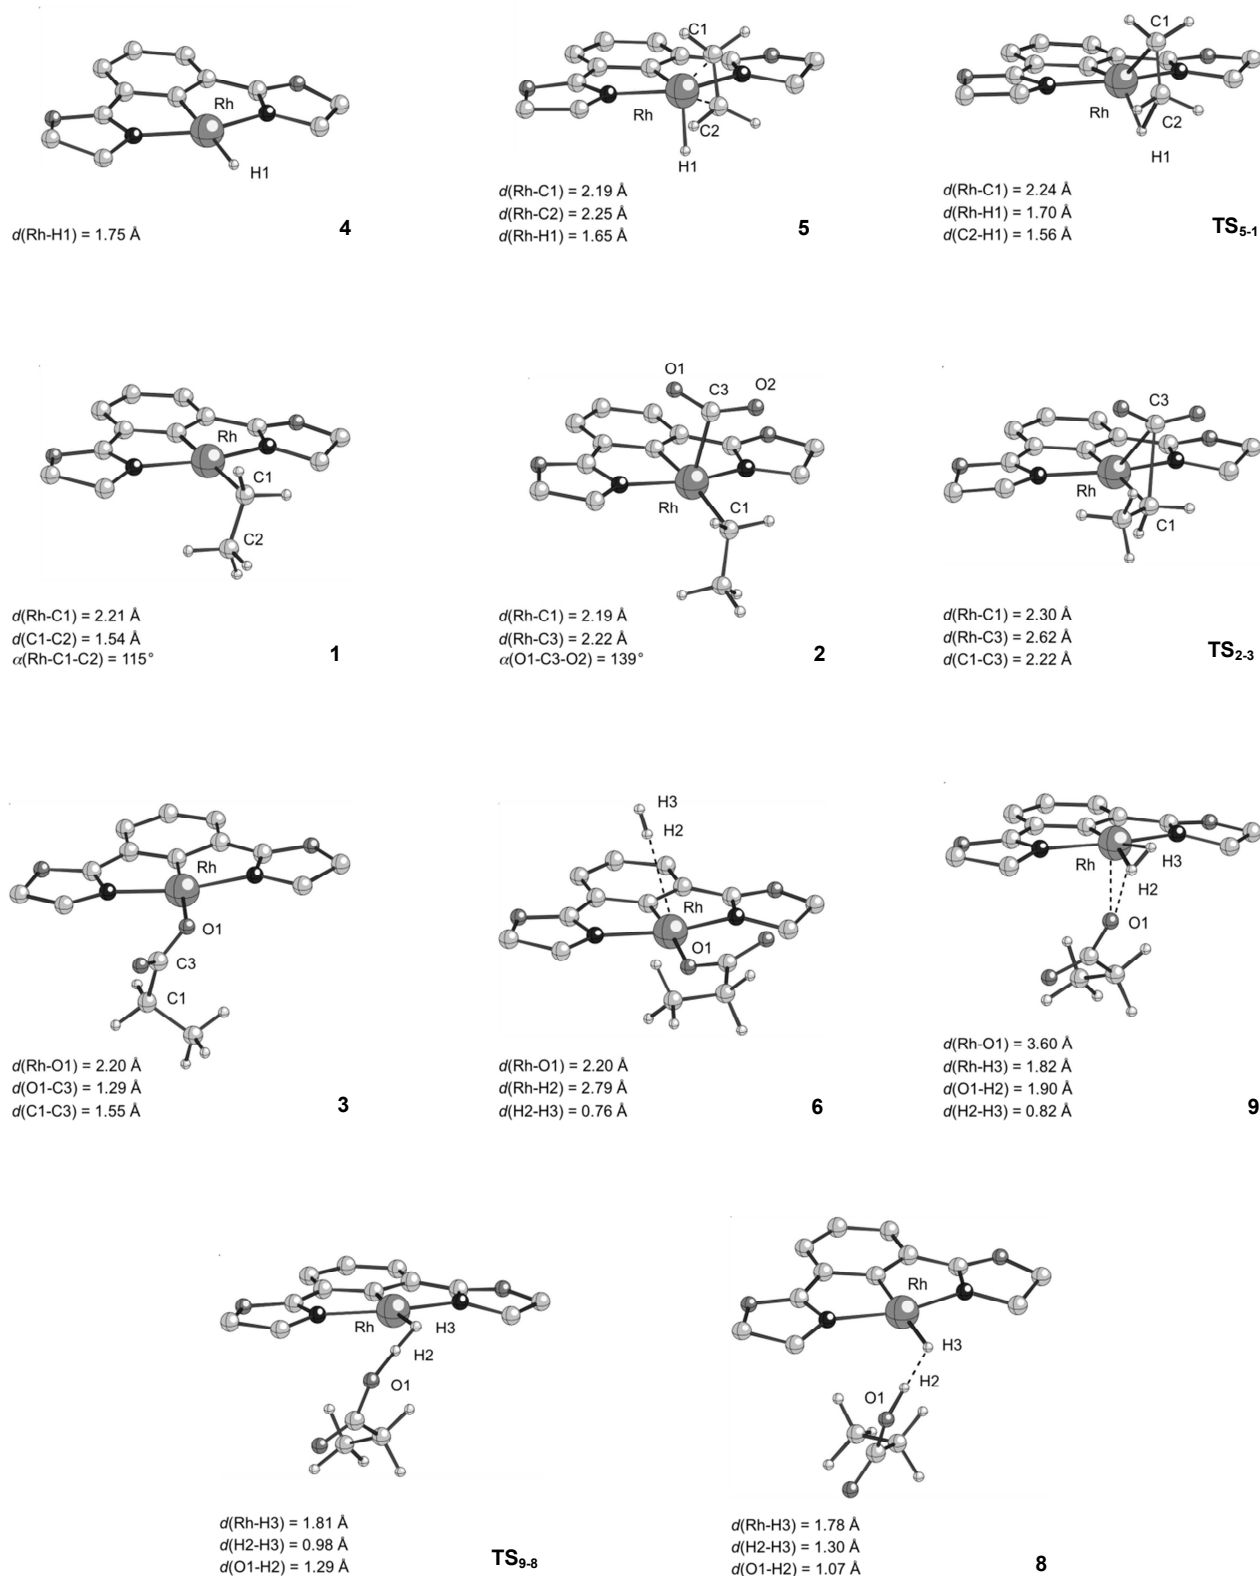 Rh
H1
d(Rh-H1) = 1.75 Å
4
C1
Rh
C2
H1
d(Rh-C1) = 2.19 Å
d(Rh-C2) = 2.25 Å
d(Rh-H1) = 1.65 Å
5
C1
Rh
C2
H1
d(Rh-C1) = 2.24 Å
d(Rh-H1) = 1.70 Å
d(C2-H1) = 1.56 Å
TS5-1
Rh
C1
C2
d(Rh-C1) = 2.21 Å
d(C1-C2) = 1.54 Å
α(Rh-C1-C2) = 115°
1
O1
C3
O2
Rh
C1
d(Rh-C1) = 2.19 Å
d(Rh-C3) = 2.22 Å
α(O1-C3-O2) = 139°
2
C3
Rh
C1
d(Rh-C1) = 2.30 Å
d(Rh-C3) = 2.62 Å
d(C1-C3) = 2.22 Å
TS2-3
Rh
O1
C3
C1
d(Rh-O1) = 2.20 Å
d(O1-C3) = 1.29 Å
d(C1-C3) = 1.55 Å
3
H3
H2
Rh
O1
d(Rh-O1) = 2.20 Å
d(Rh-H2) = 2.79 Å
d(H2-H3) = 0.76 Å
6
Rh
H3
H2
O1
d(Rh-O1) = 3.60 Å
d(Rh-H3) = 1.82 Å
d(O1-H2) = 1.90 Å
d(H2-H3) = 0.82 Å
9
Rh
H3
H2
O1
d(Rh-H3) = 1.81 Å
d(H2-H3) = 0.98 Å
d(O1-H2) = 1.29 Å
TS9-8
Rh
H3
H2
O1
d(Rh-H3) = 1.78 Å
d(H2-H3) = 1.30 Å
d(O1-H2) = 1.07 Å
8